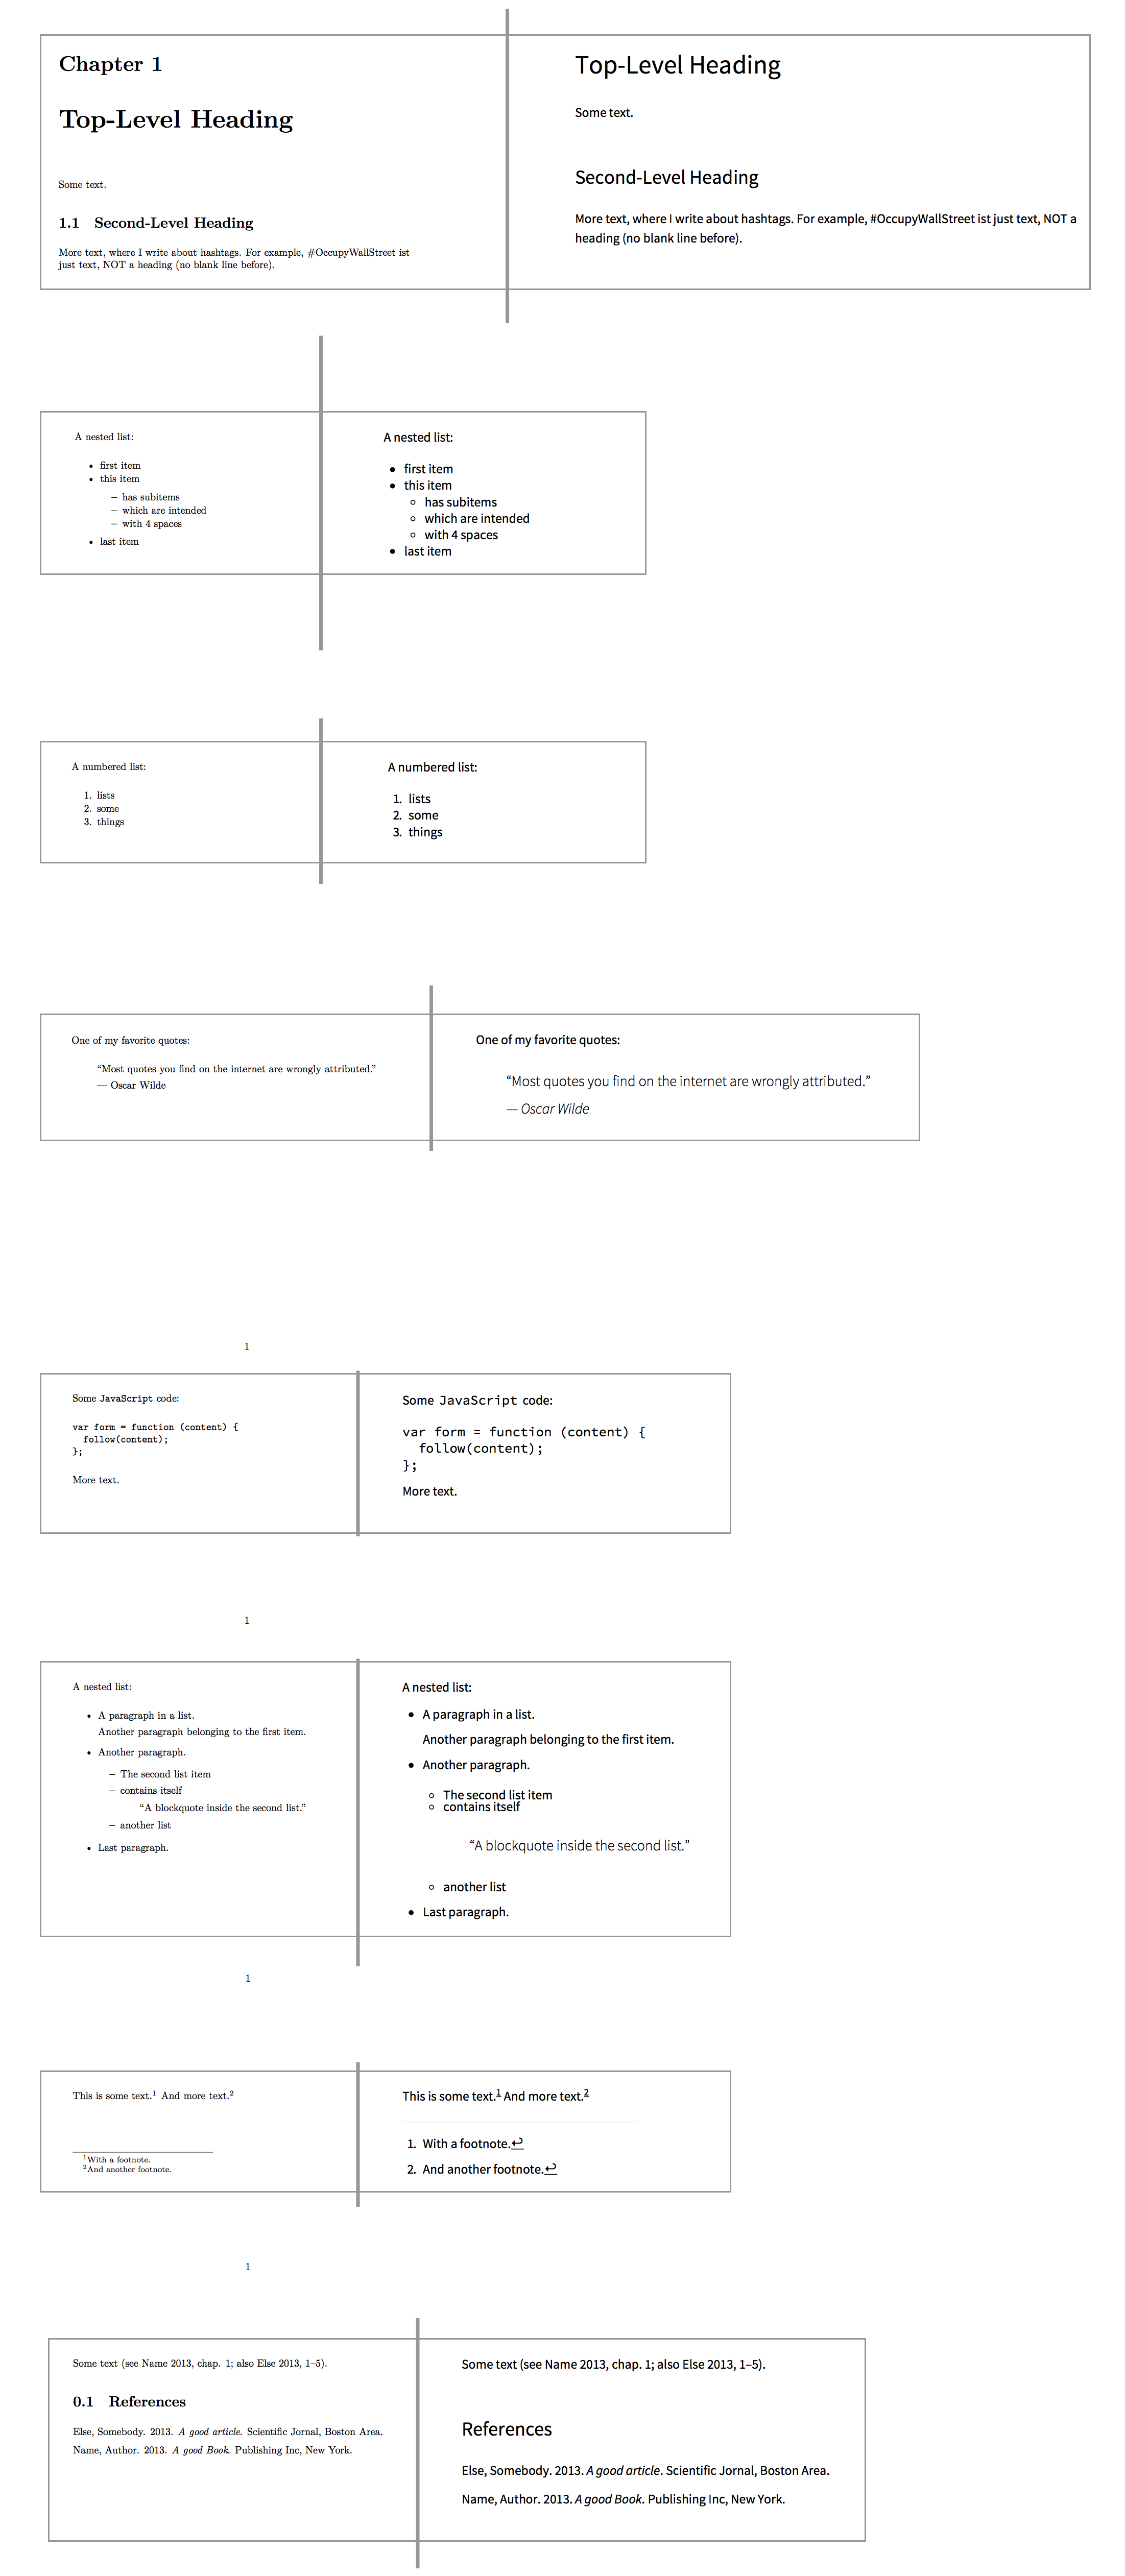 Chapter 1
Top-Level Heading
Some text.
1.1 Second-Level Heading
More text, where I write about hashtags. For example, #OccupyWallStreet ist
just text, NOT a heading (no blank line before).
Top-Level Heading
Some text.
Second-Level Heading
More text, where I write about hashtags. For example, #OccupyWallStreet ist just text, NOT a
heading (no blank line before).
A nested list:
• first item
• this item
– has subitems
– which are intended
– with 4 spaces
• last item
A nested list:
• first item
• this item
◦ has subitems
◦ which are intended
◦ with 4 spaces
• last item
A numbered list:
1. lists
2. some
3. things
A numbered list:
1. lists
2. some
3. things
One of my favorite quotes:
“Most quotes you find on the internet are wrongly attributed.”
— Oscar Wilde
One of my favorite quotes:
“Most quotes you find on the internet are wrongly attributed.”
— Oscar Wilde
1
Some JavaScript code:
var form = function (content) {
  follow(content);
};
More text.
Some JavaScript code:
var form = function (content) {
  follow(content);
};
More text.
1
A nested list:
• A paragraph in a list.
Another paragraph belonging to the first item.
• Another paragraph.
– The second list item
– contains itself
“A blockquote inside the second list.”
– another list
• Last paragraph.
A nested list:
• A paragraph in a list.
Another paragraph belonging to the first item.
• Another paragraph.
◦ The second list item
◦ contains itself
“A blockquote inside the second list.”
◦ another list
• Last paragraph.
1
This is some text.¹ And more text.²
¹With a footnote.
²And another footnote.
This is some text.¹ And more text.²
1. With a footnote.↩
2. And another footnote.↩
1
Some text (see Name 2013, chap. 1; also Else 2013, 1–5).
0.1 References
Else, Somebody. 2013. A good article. Scientific Jornal, Boston Area.
Name, Author. 2013. A good Book. Publishing Inc, New York.
Some text (see Name 2013, chap. 1; also Else 2013, 1–5).
References
Else, Somebody. 2013. A good article. Scientific Jornal, Boston Area.
Name, Author. 2013. A good Book. Publishing Inc, New York.